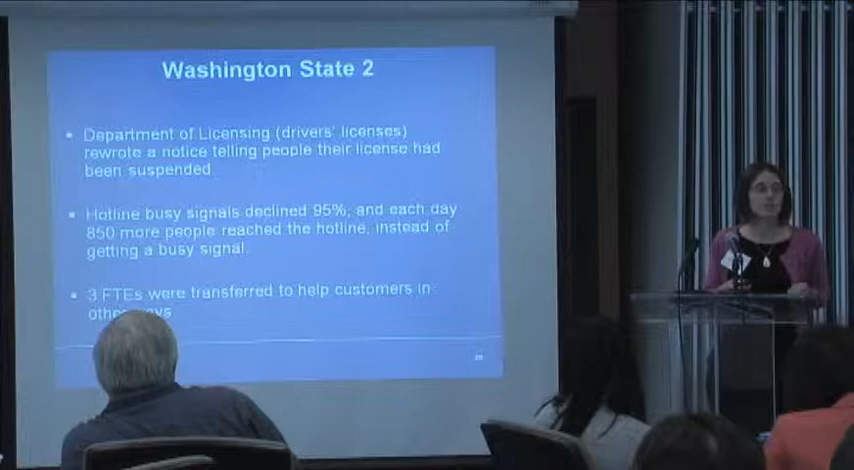 Washington State 2
• Department of Licensing (drivers' licenses)
rewrote a notice telling people their license had
been suspended.
• Hotline busy signals declined 95%, and each day
850 more people reached the hotline, instead of
getting a busy signal.
• 3 FTEs were transferred to help customers in